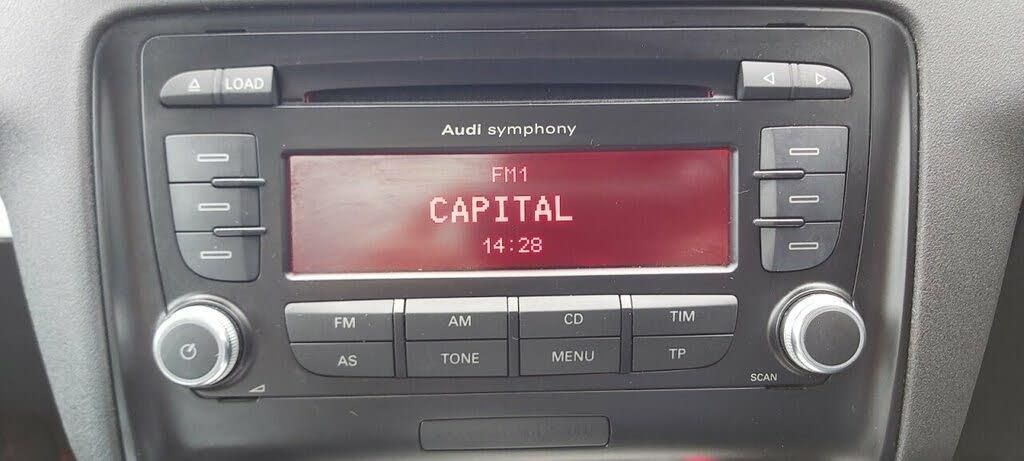 LOAD
Audi symphony
FM1
CAPITAL
14:28
FM AM CD TIM
AS TONE MENU TP
SCAN